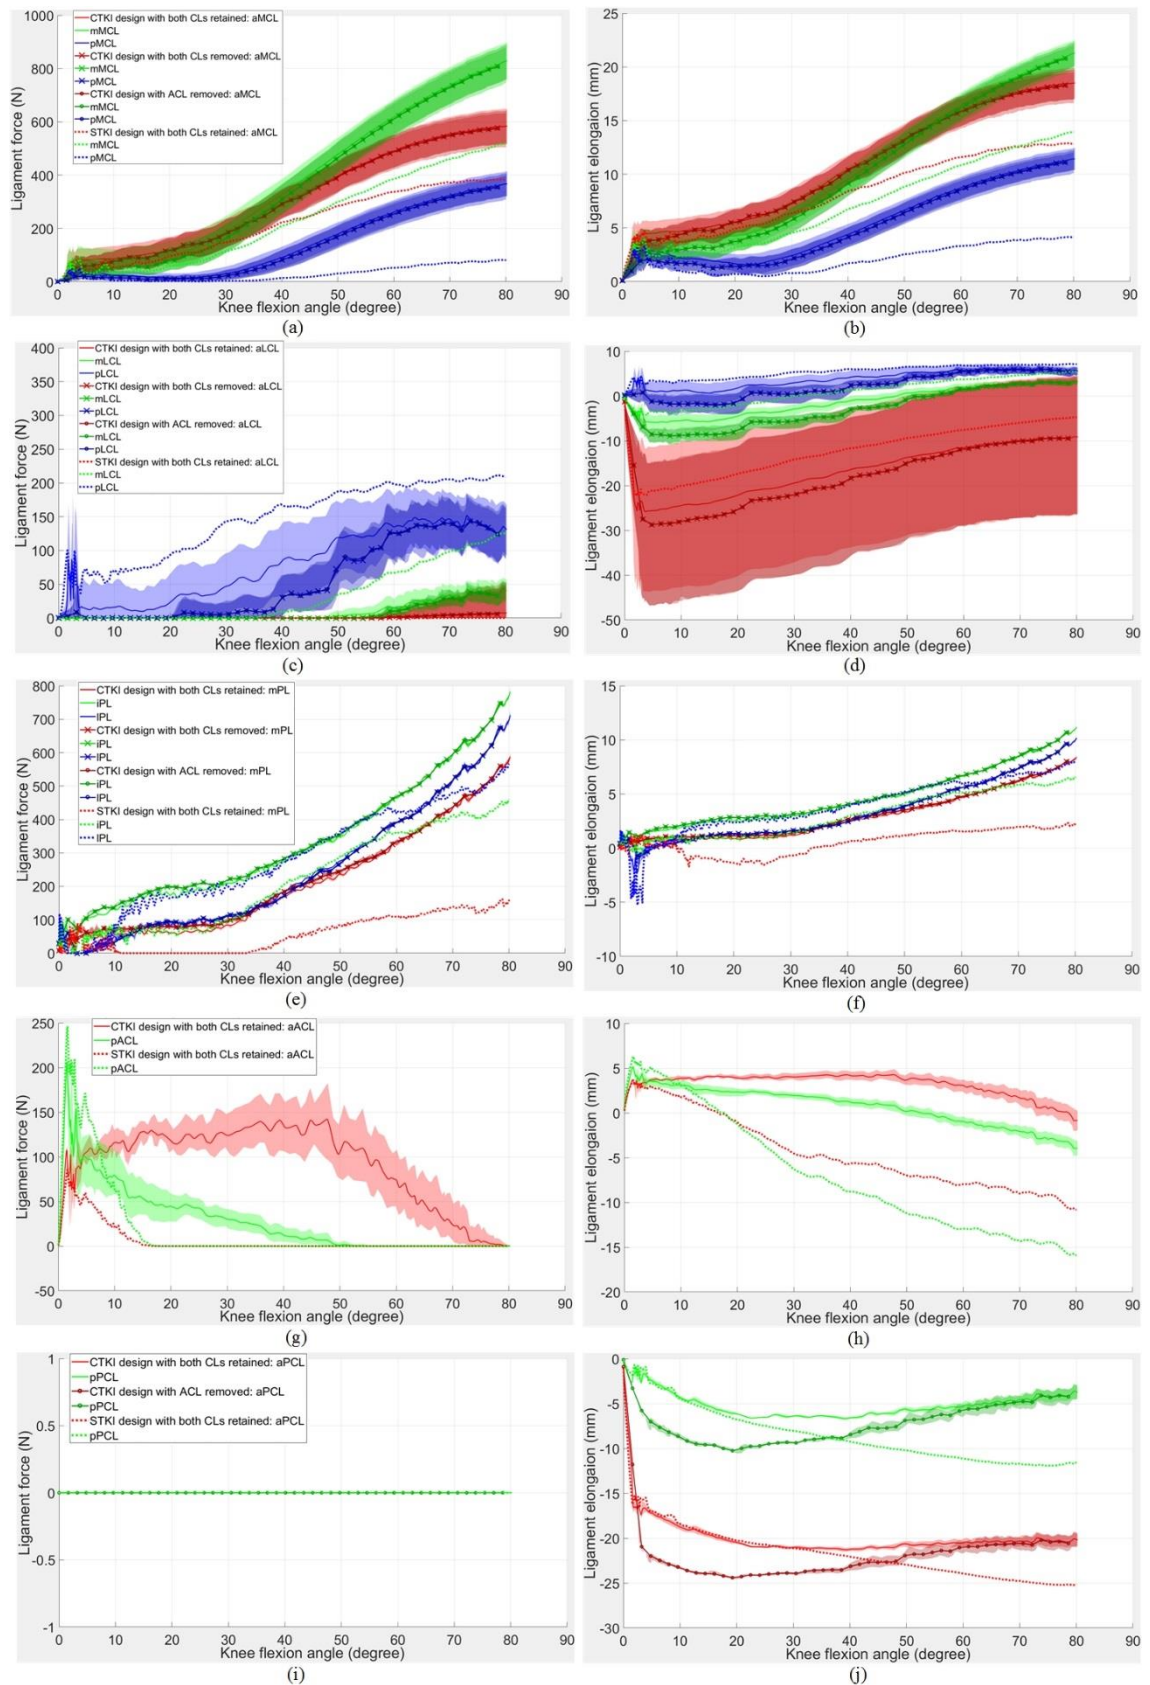 1000
800
600
400
200
0
Ligament force (N)
CTKI design with both CLs retained: aMCL
mMCL
pMCL
CTKI design with both CLs removed: aMCL
mMCL
pMCL
CTKI design with ACL removed: aMCL
mMCL
pMCL
STKI design with both CLs retained: aMCL
mMCL
pMCL
0 10 20 30 40 50 60 70 80 90
Knee flexion angle (degree)
(a)
25
20
15
10
5
0
Ligament elongaion (mm)
0 10 20 30 40 50 60 70 80 90
Knee flexion angle (degree)
(b)
400
350
300
250
200
150
100
50
0
Ligament force (N)
CTKI design with both CLs retained: aLCL
mLCL
pLCL
CTKI design with both CLs removed: aLCL
mLCL
pLCL
CTKI design with ACL removed: aLCL
mLCL
pLCL
STKI design with both CLs retained: aLCL
mLCL
pLCL
0 10 20 30 40 50 60 70 80 90
Knee flexion angle (degree)
(c)
10
0
-10
-20
-30
-40
-50
Ligament elongaion (mm)
0 10 20 30 40 50 60 70 80 90
Knee flexion angle (degree)
(d)
800
700
600
500
400
300
200
100
0
Ligament force (N)
CTKI design with both CLs retained: mPL
iPL
lPL
CTKI design with both CLs removed: mPL
iPL
lPL
CTKI design with ACL removed: mPL
iPL
lPL
STKI design with both CLs retained: mPL
iPL
lPL
0 10 20 30 40 50 60 70 80 90
Knee flexion angle (degree)
(e)
15
10
5
0
-5
-10
Ligament elongaion (mm)
0 10 20 30 40 50 60 70 80 90
Knee flexion angle (degree)
(f)
250
200
150
100
50
0
-50
Ligament force (N)
CTKI design with both CLs retained: aACL
pACL
STKI design with both CLs retained: aACL
pACL
0 10 20 30 40 50 60 70 80 90
Knee flexion angle (degree)
(g)
10
5
0
-5
-10
-15
-20
Ligament elongaion (mm)
0 10 20 30 40 50 60 70 80 90
Knee flexion angle (degree)
(h)
1
0.5
0
-0.5
-1
Ligament force (N)
CTKI design with both CLs retained: aPCL
pPCL
CTKI design with ACL removed: aPCL
pPCL
STKI design with both CLs retained: aPCL
pPCL
0 10 20 30 40 50 60 70 80 90
Knee flexion angle (degree)
(i)
0
-5
-10
-15
-20
-25
-30
Ligament elongaion (mm)
0 10 20 30 40 50 60 70 80 90
Knee flexion angle (degree)
(j)